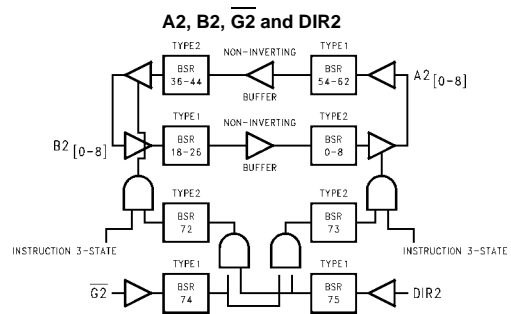 A2, B2, G2 and DIR2
TYPE2
NON-INVERTING
TYPE1
BSR
36-44
BSR
54-62
A2[0-8]
BUFFER
TYPE1
NON-INVERTING
TYPE2
B2[0-8]
BSR
18-26
BSR
0-8
BUFFER
TYPE2
TYPE2
BSR
72
BSR
73
INSTRUCTION 3-STATE
INSTRUCTION 3-STATE
TYPE1
TYPE1
G2
BSR
74
BSR
75
DIR2